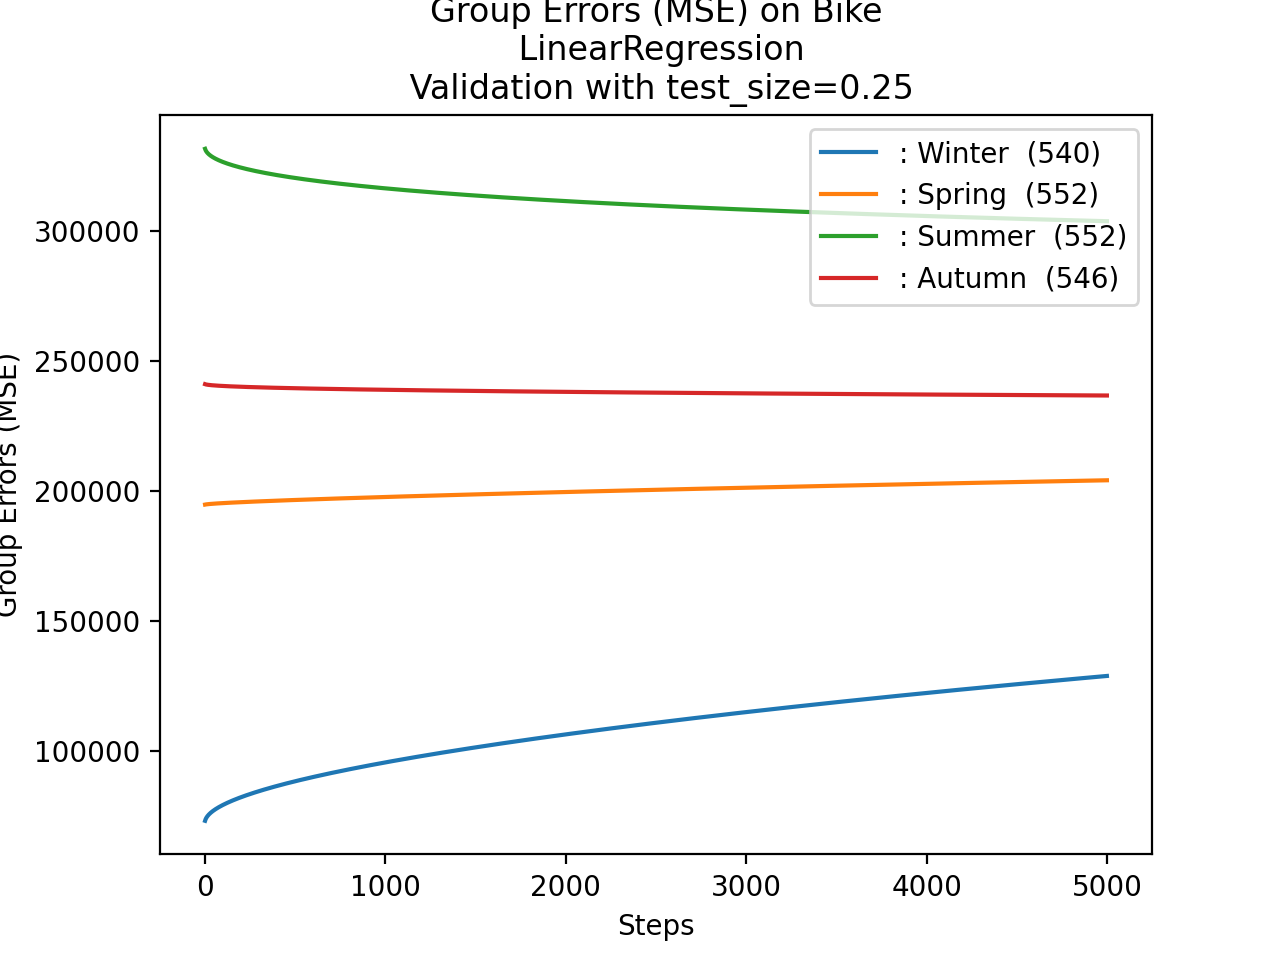 Group Errors (MSE) on Bike
LinearRegression
Validation with test_size=0.25
: Winter (540)
: Spring (552)
: Summer (552)
: Autumn (546)
Group Errors (MSE)
300000
250000
200000
150000
100000
0 1000 2000 3000 4000 5000
Steps